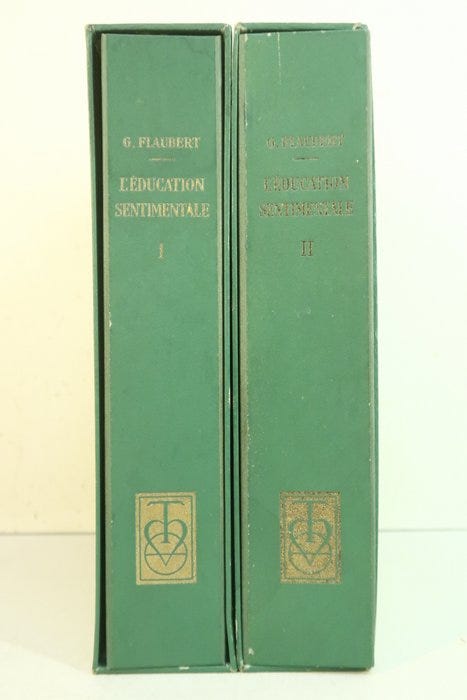 G. FLAUBERT
L'ÉDUCATION
SENTIMENTALE
I
G. FLAUBERT
L'ÉDUCATION
SENTIMENTALE
II